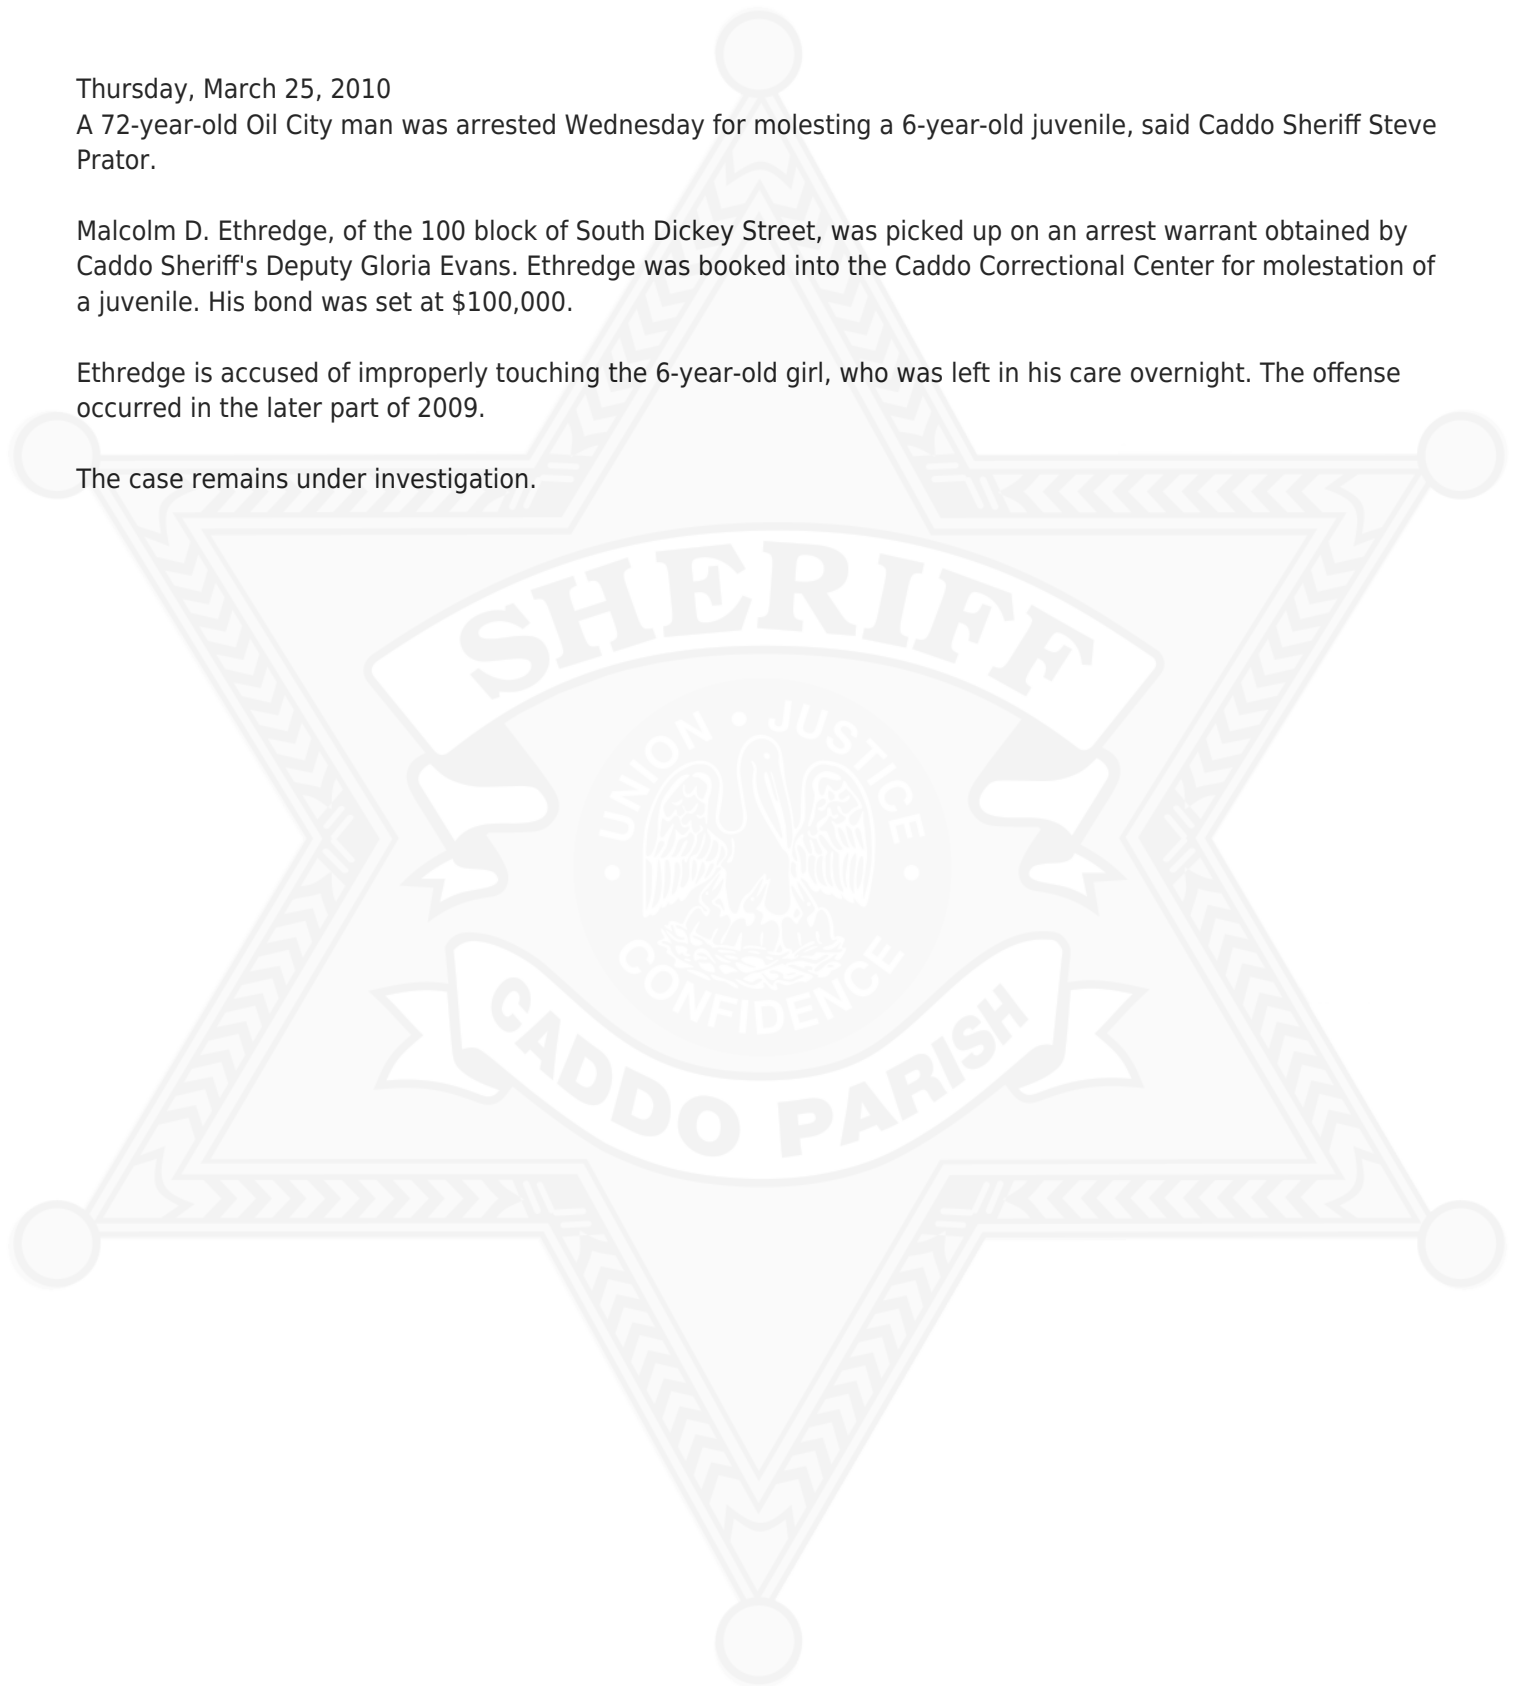 Thursday, March 25, 2010
A 72-year-old Oil City man was arrested Wednesday for molesting a 6-year-old juvenile, said Caddo Sheriff Steve
Prator.
Malcolm D. Ethredge, of the 100 block of South Dickey Street, was picked up on an arrest warrant obtained by
Caddo Sheriff's Deputy Gloria Evans. Ethredge was booked into the Caddo Correctional Center for molestation of
a juvenile. His bond was set at $100,000.
Ethredge is accused of improperly touching the 6-year-old girl, who was left in his care overnight. The offense
occurred in the later part of 2009.
The case remains under investigation.
SHERIFF
UNION • JUSTICE
• CONFIDENCE •
CADDO PARISH